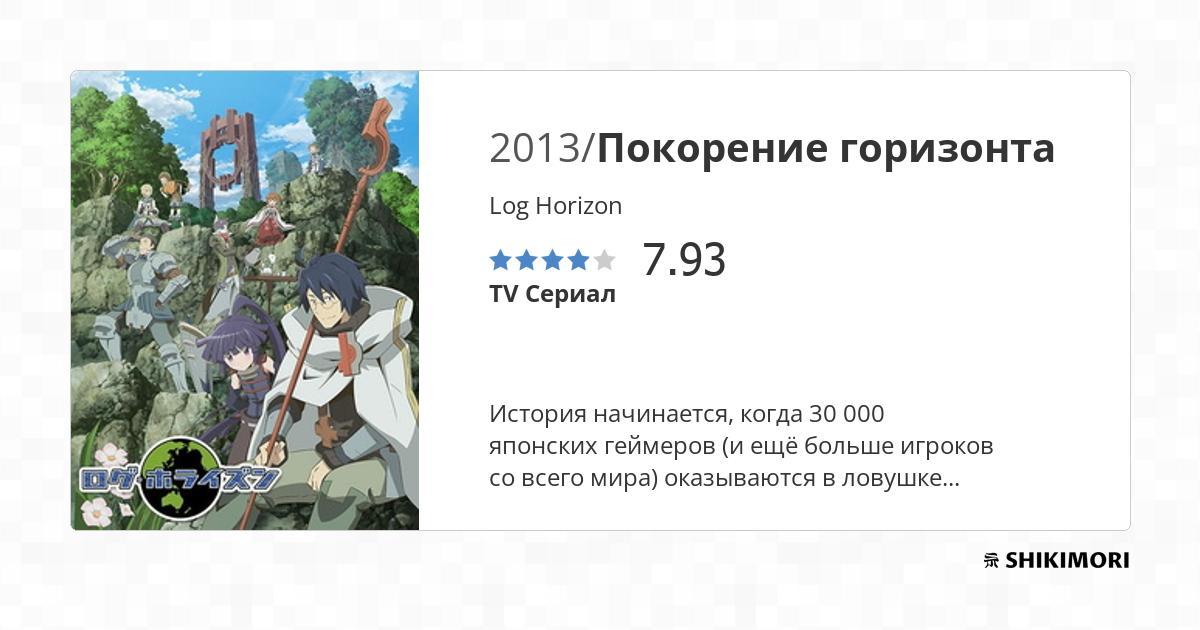 2013/Покорение горизонта
Log Horizon
7.93
TV Сериал
История начинается, когда 30 000
японских геймеров (и ещё больше игроков
со всего мира) оказываются в ловушке...
ログ・ホライズン
SHIKIMORI